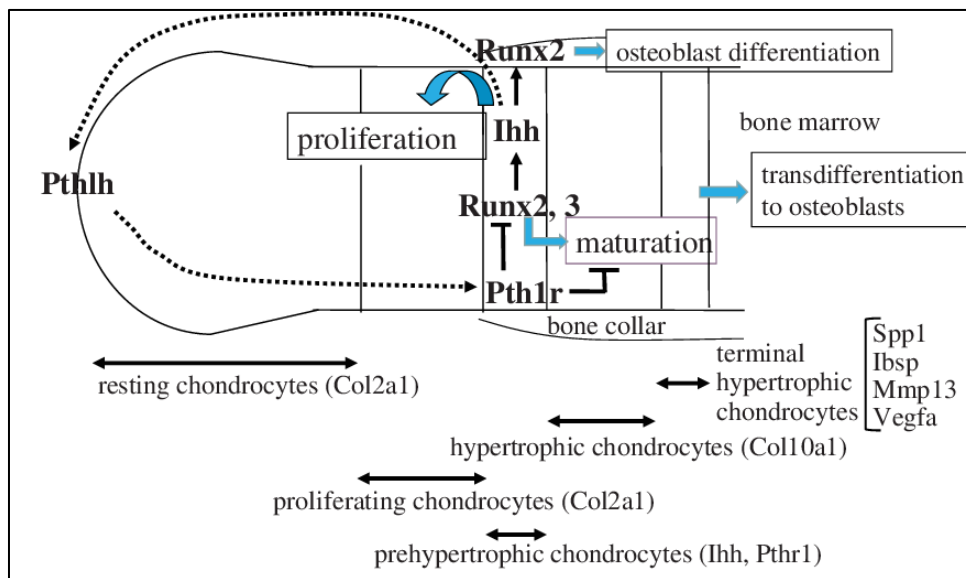 Runx2
osteoblast differentiation
proliferation
Ihh
bone marrow
Pthlh
Runx2, 3
transdifferentiation
to osteoblasts
maturation
Pth1r
bone collar
terminal
hypertrophic
chondrocytes
Spp1
Ibsp
Mmp13
Vegfa
resting chondrocytes (Col2a1)
hypertrophic chondrocytes (Col10a1)
proliferating chondrocytes (Col2a1)
prehypertrophic chondrocytes (Ihh, Pthr1)